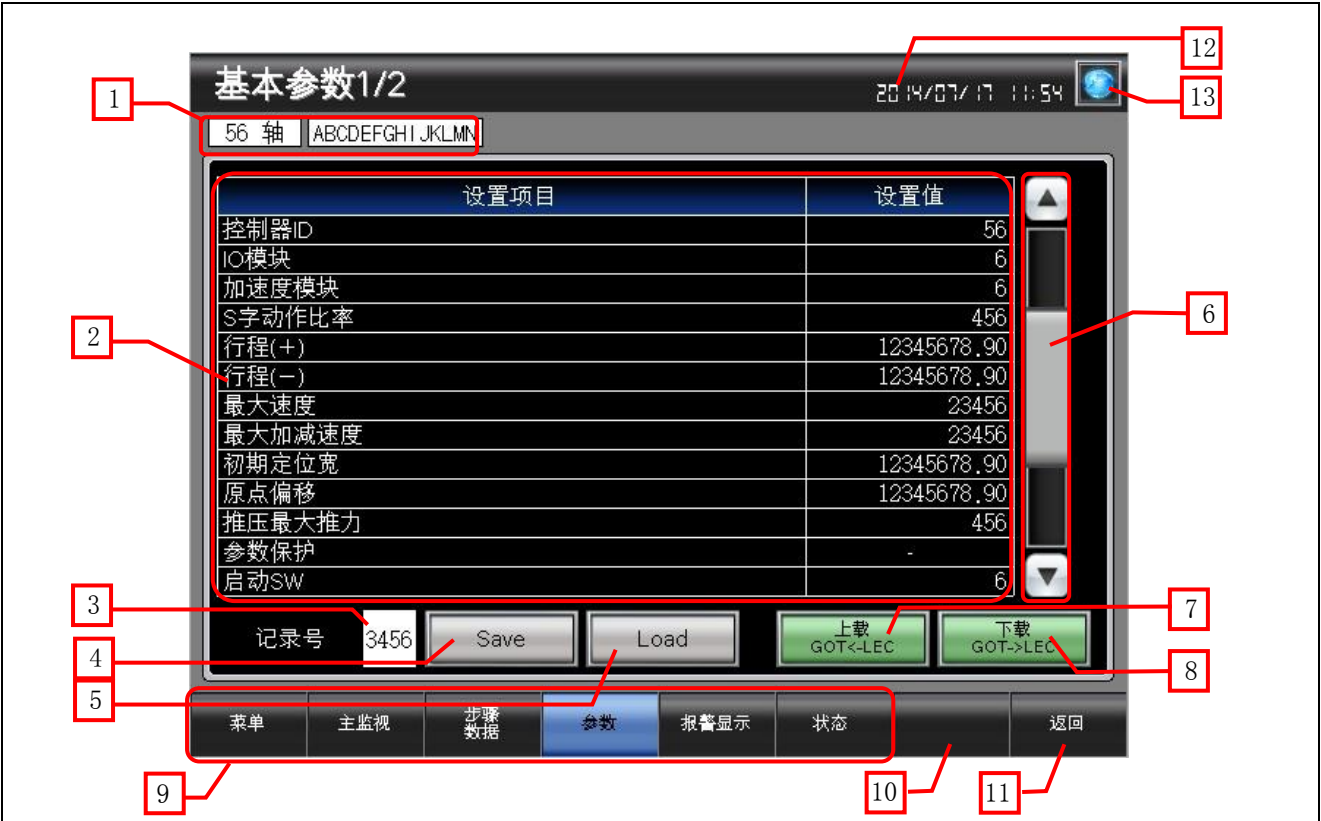 12
基本参数1/2
2014/07/17 11:54
1
13
56 轴 ABCDEFGHIJKLMN
设置项目 设置值
控制器ID 56
IO模块 6
加速度模块 6
S字动作比率 456
6
行程(+) 12345678.90
2
行程(-) 12345678.90
最大速度 23456
最大加减速度 23456
初期定位宽 12345678.90
原点偏移 12345678.90
推压最大推力 456
参数保护 -
启动SW 6
3
7
记录号 3456 Save Load 上载 下载
GOT<-LEC GOT->LEC
4
8
5
菜单 主监视 步骤 参数 报警显示 状态 返回
数据
9
10
11